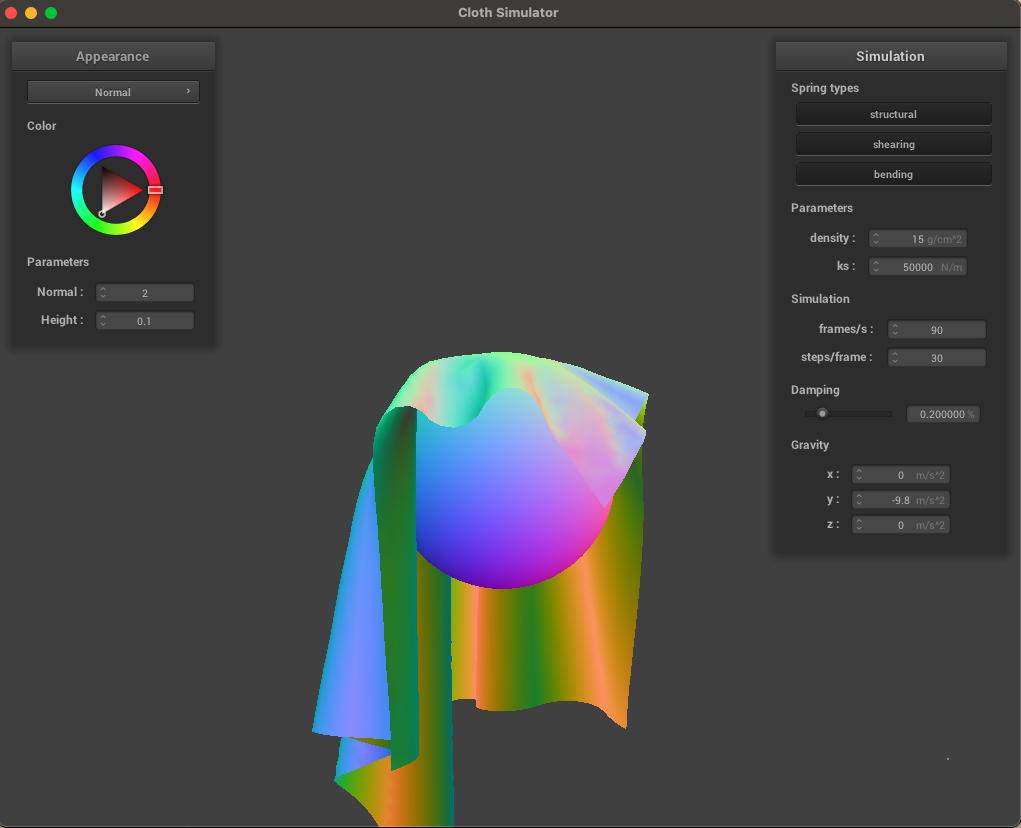 Cloth Simulator
Appearance
Normal
Color
Parameters
Normal : 2
Height : 0.1
Simulation
Spring types
structural
shearing
bending
Parameters
density : 15 g/cm^2
ks : 50000 N/m
Simulation
frames/s : 90
steps/frame : 30
Damping
0.200000 %
Gravity
x : 0 m/s^2
y : -9.8 m/s^2
z : 0 m/s^2